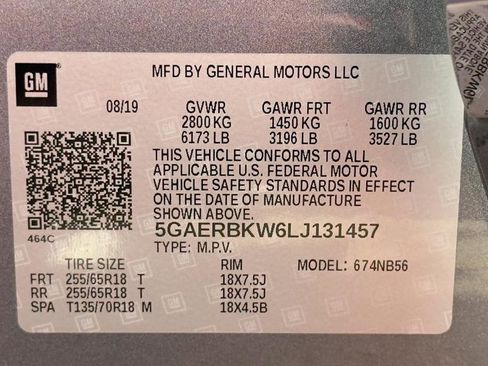 GM
MFD BY GENERAL MOTORS LLC
08/19 GVWR GAWR FRT GAWR RR
2800 KG 1450 KG 1600 KG
6173 LB 3196 LB 3527 LB
THIS VEHICLE CONFORMS TO ALL
APPLICABLE U.S. FEDERAL MOTOR
VEHICLE SAFETY STANDARDS IN EFFECT
ON THE DATE OF MANUFACTURE
SHOWN ABOVE.
464C
5GAERBKW6LJ131457
TYPE: M.P.V.
TIRE SIZE RIM MODEL: 674NB56
FRT 255/65R18 T 18X7.5J
RR 255/65R18 T 18X7.5J
SPA T135/70R18 M 18X4.5B